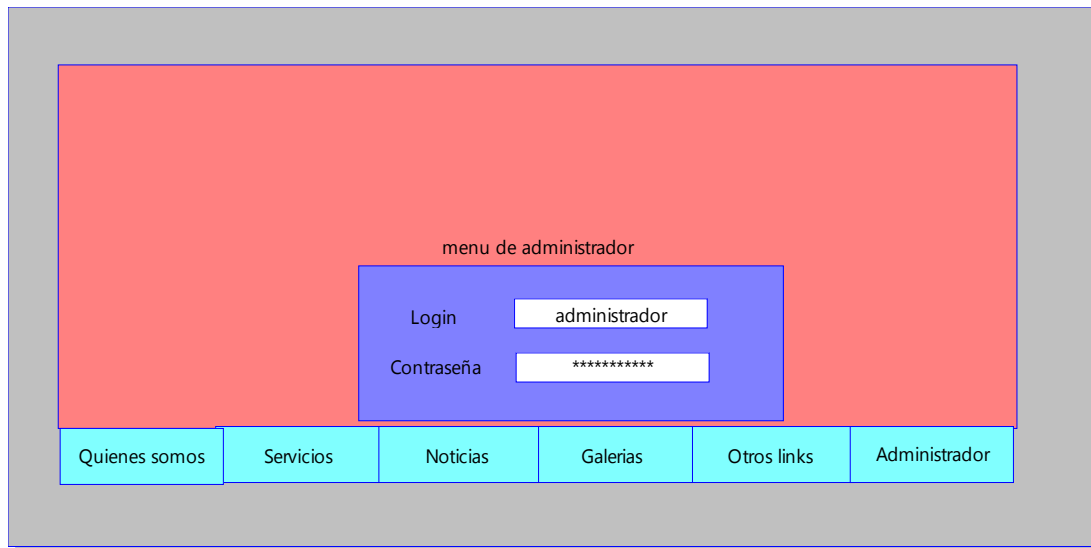 menu de administrador
Login administrador
Contraseña ***********
Quienes somos Servicios Noticias Galerias Otros links Administrador